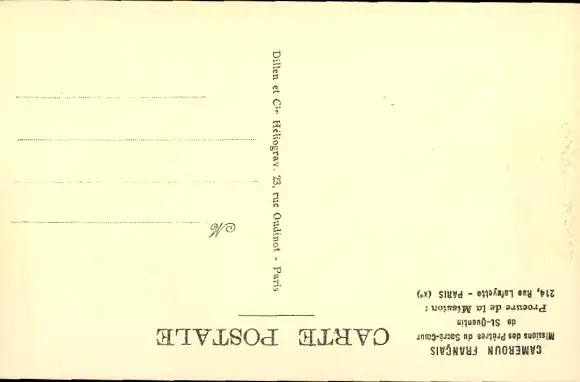 CARTE POSTALE
CAMEROUN FRANÇAIS
Missions des Prêtres du Sacré-Cœur
de St-Quentin
Procure de la Mission :
214, Rue Lafayette - PARIS (Xᵉ)
M
Dillen et Cⁱᵉ Héliograv. 23, rue Oudinot - Paris